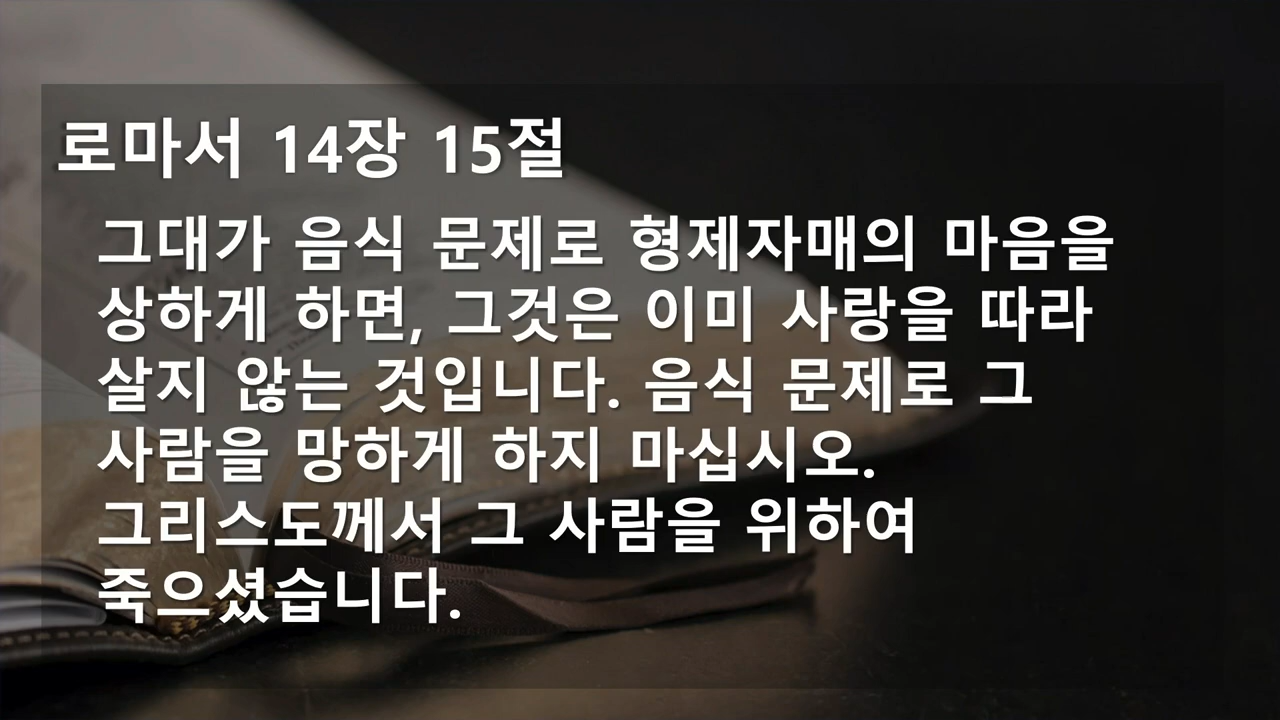 로마서 14장 15절
그대가 음식 문제로 형제자매의 마음을
상하게 하면, 그것은 이미 사랑을 따라
살지 않는 것입니다. 음식 문제로 그
사람을 망하게 하지 마십시오.
그리스도께서 그 사람을 위하여
죽으셨습니다.